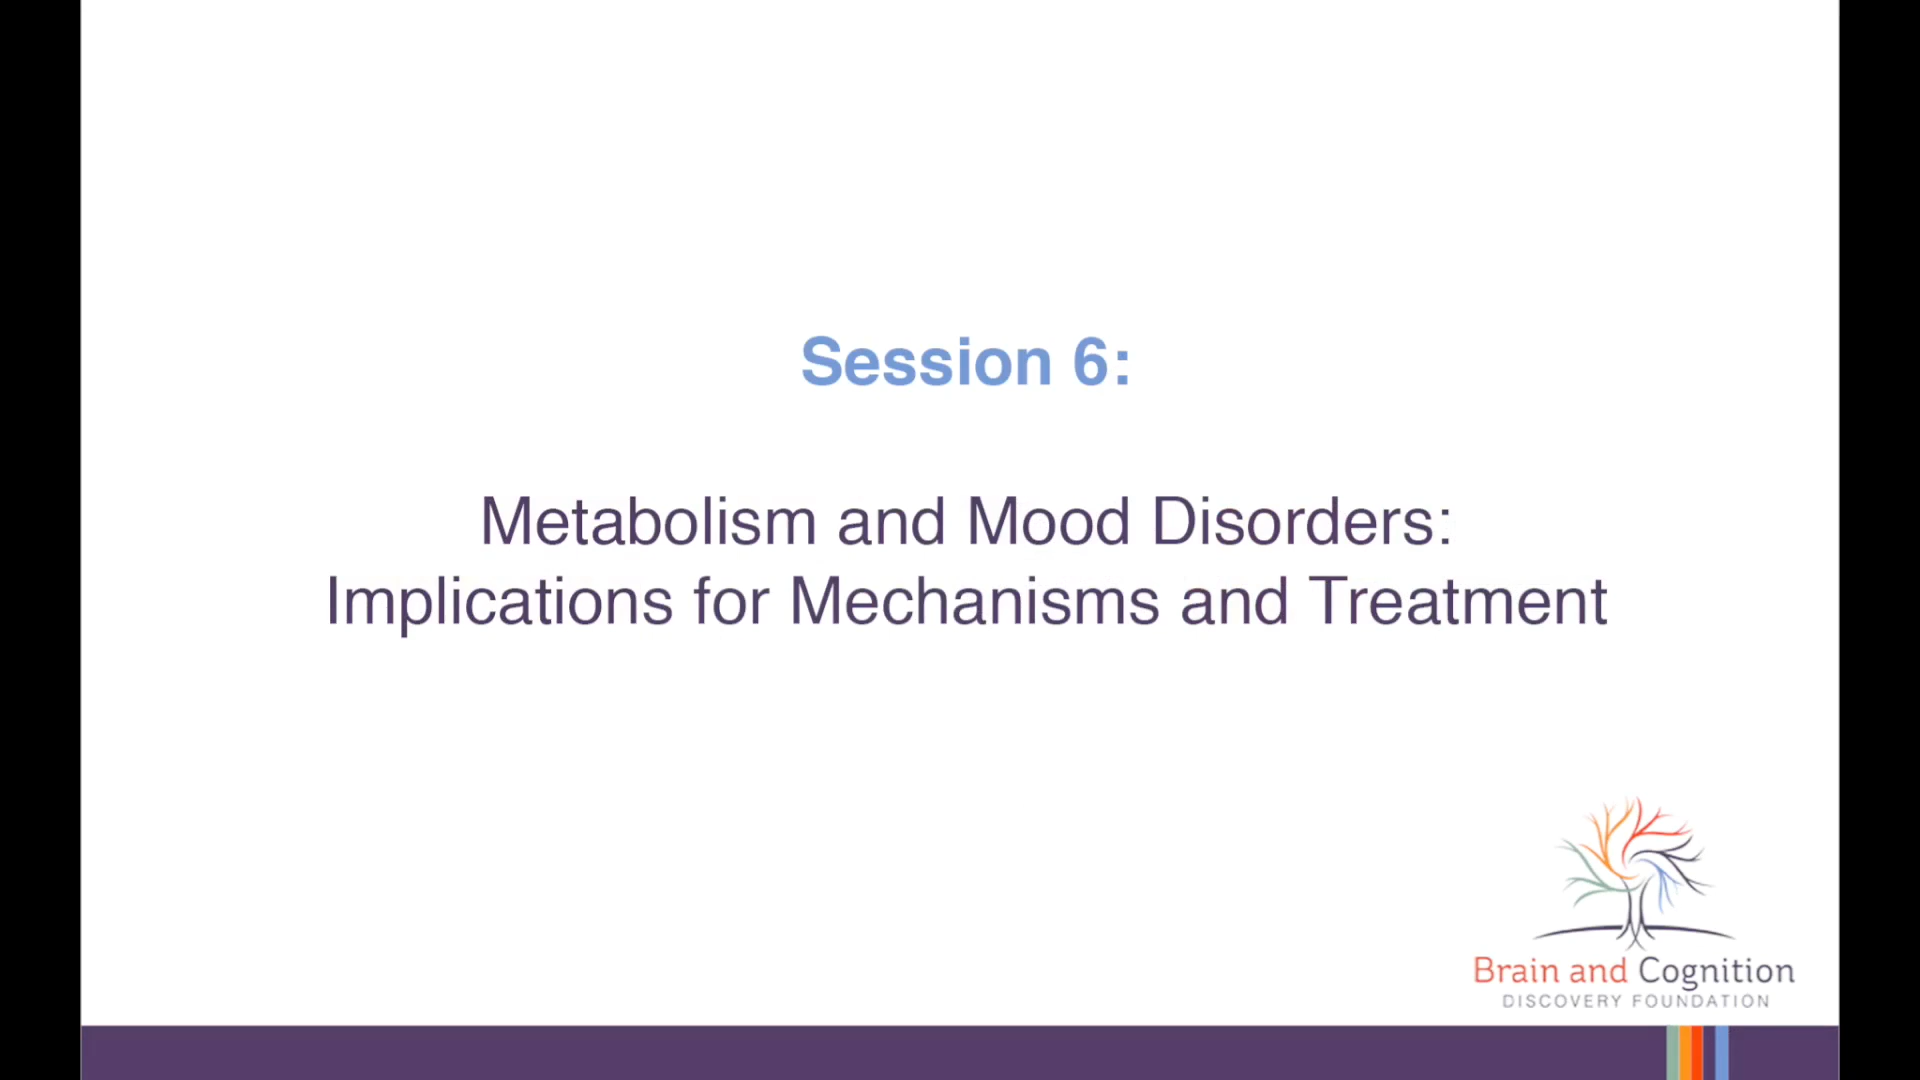 Session 6:
Metabolism and Mood Disorders:
Implications for Mechanisms and Treatment
Brain and Cognition
DISCOVERY FOUNDATION